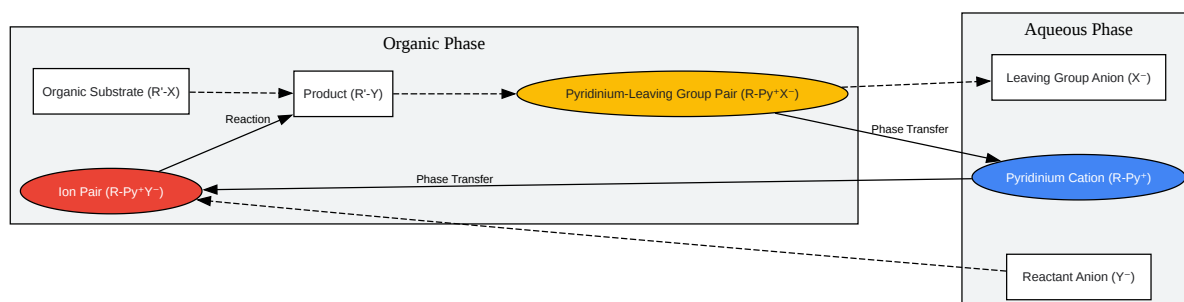 Organic Phase
Aqueous Phase
Organic Substrate (R'-X)
Product (R'-Y)
Pyridinium-Leaving Group Pair (R-Py⁺X⁻)
Leaving Group Anion (X⁻)
Reaction
Phase Transfer
Ion Pair (R-Py⁺Y⁻)
Phase Transfer
Pyridinium Cation (R-Py⁺)
Reactant Anion (Y⁻)